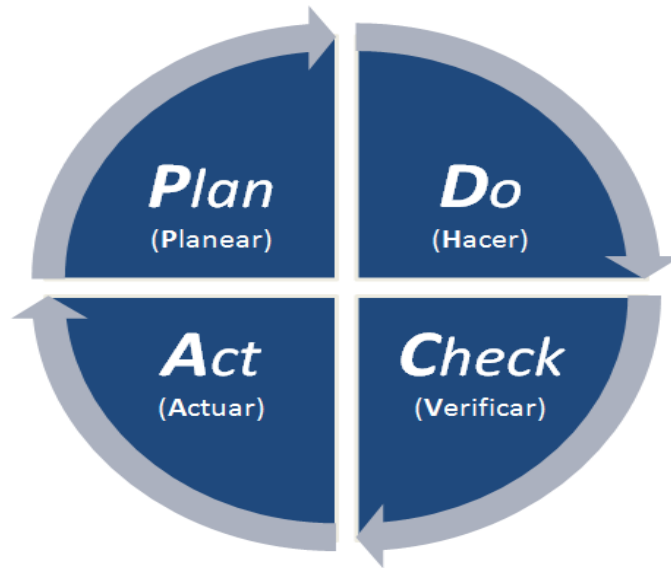 Plan
(Planear)
Do
(Hacer)
Act
(Actuar)
Check
(Verificar)